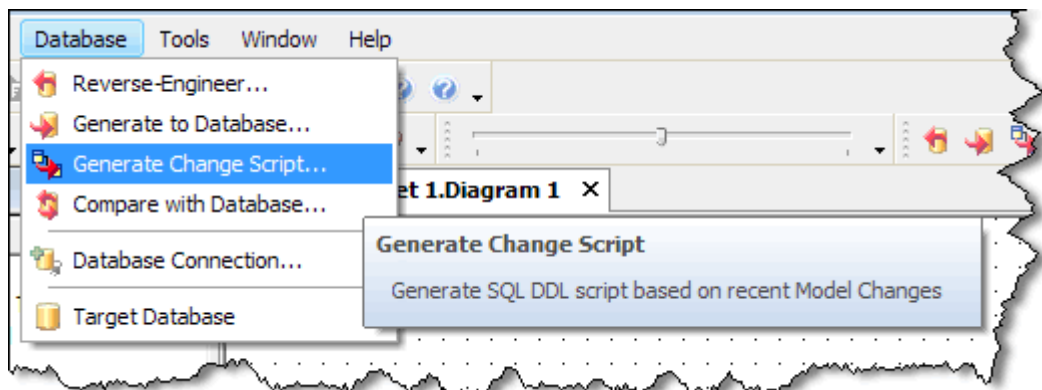 Database Tools Window Help
Reverse-Engineer...
Generate to Database...
Generate Change Script...
et 1.Diagram 1 X
Compare with Database...
Generate Change Script
Database Connection...
Generate SQL DDL script based on recent Model Changes
Target Database